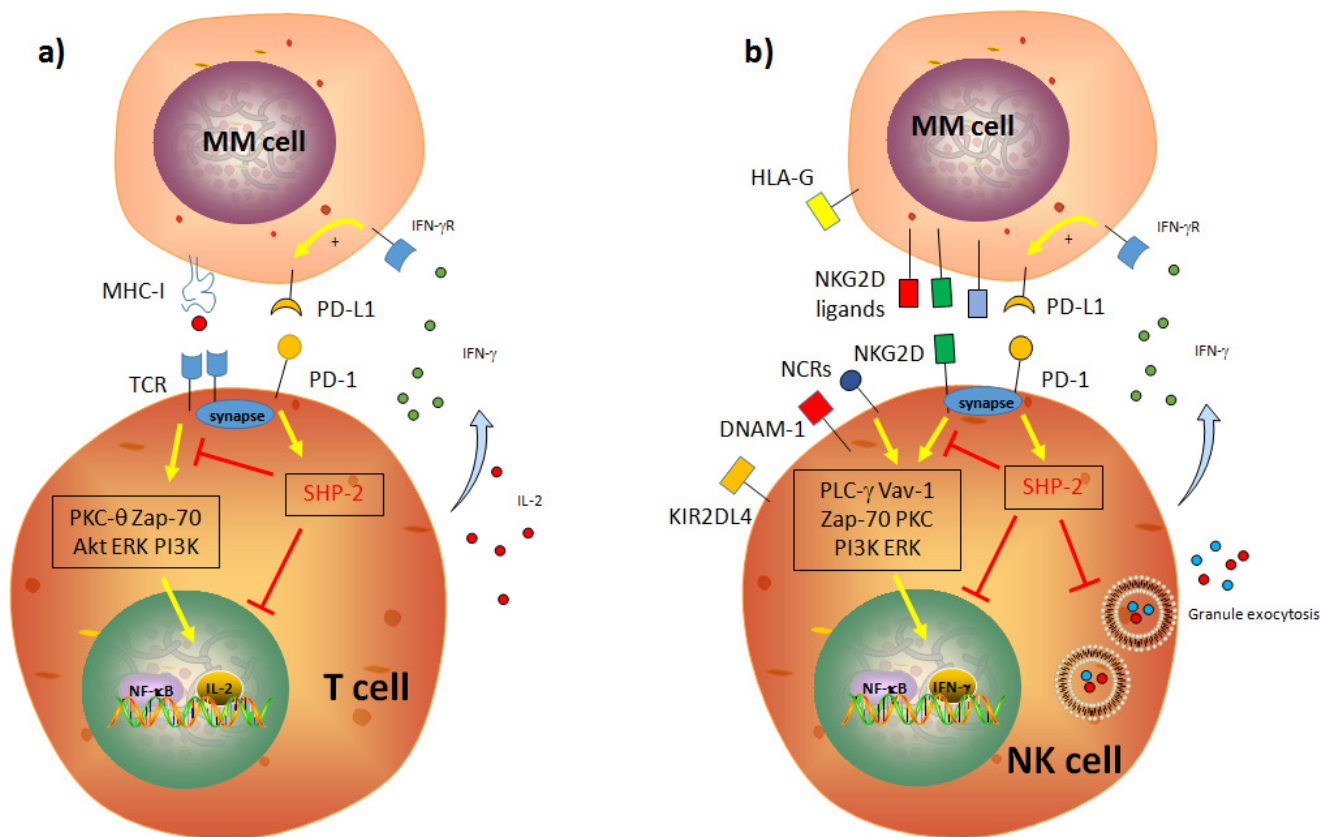 a)
MM cell
IFN-γR
+
MHC-I
PD-L1
IFN-γ
TCR
PD-1
synapse
SHP-2
IL-2
PKC-θ Zap-70
Akt ERK PI3K
NF-κB
IL-2
T cell
b)
MM cell
HLA-G
IFN-γR
+
NKG2D
ligands
PD-L1
IFN-γ
NKG2D
NCRs
PD-1
synapse
DNAM-1
KIR2DL4
PLC-γ Vav-1
Zap-70 PKC
PI3K ERK
SHP-2
Granule exocytosis
NF-κB
IFN-γ
NK cell